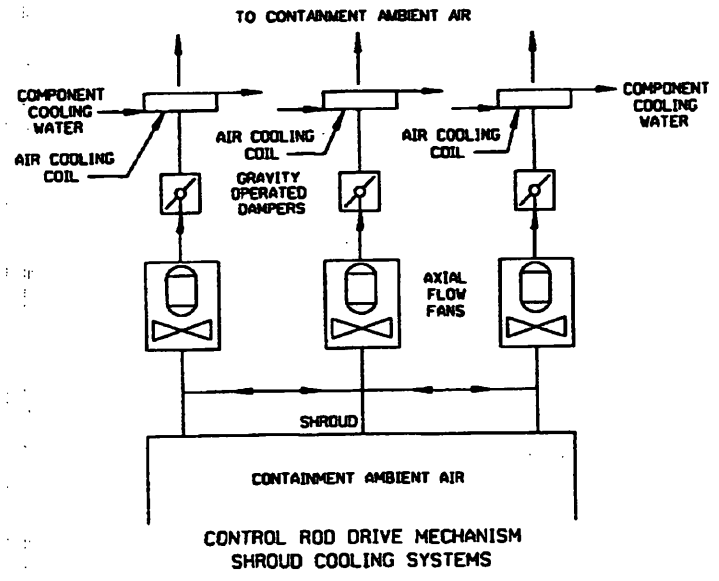 TO CONTAINMENT AMBIENT AIR
COMPONENT
COOLING
WATER
AIR COOLING
COIL
AIR COOLING
COIL
AIR COOLING
COIL
COMPONENT
COOLING
WATER
GRAVITY
OPERATED
DAMPERS
AXIAL
FLOW
FANS
SHROUD
CONTAINMENT AMBIENT AIR
CONTROL ROD DRIVE MECHANISM
SHROUD COOLING SYSTEMS